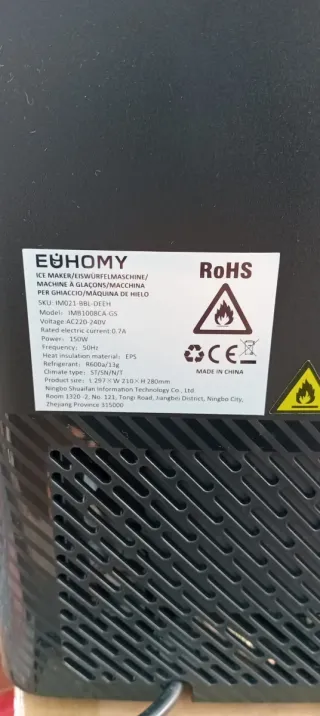 EUHOMY
RoHS
ICE MAKER/EISWÜRFELMASCHINE/
MACHINE À GLAÇONS/MACCHINA
PER GHIACCIO/MÁQUINA DE HIELO
SKU: IM021-BBL-DEEH
Model: IMB1008CA-GS
Voltage:AC220-240V
Rated electric current:0.7A
Power: 150W
Frequency: 50Hz
Heat insulation material: EPS
Refrigerant: R600a/13g
Climate type: ST/SN/N/T
Product size: L 297×W 210×H 280mm
Ningbo Shuaifan Information Technology Co., Ltd
Room 1320 -2, No. 121, Tongi Road, Jiangbei District, Ningbo City,
Zhejiang Province 315000
CE
MADE IN CHINA